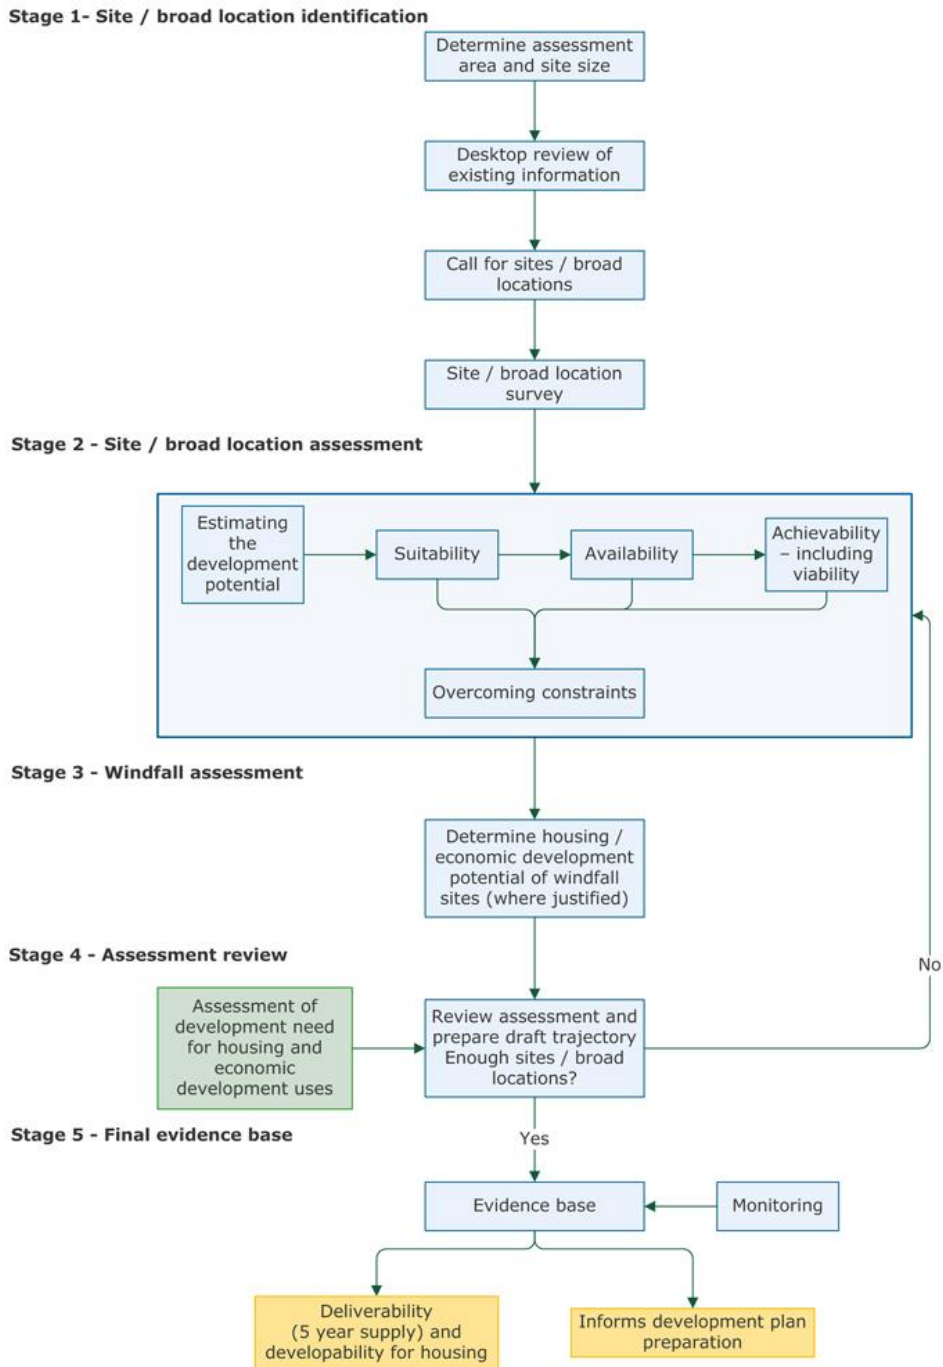 Stage 1- Site / broad location identification
Determine assessment
area and site size
Desktop review of
existing information
Call for sites / broad
locations
Site / broad location
survey
Stage 2 - Site / broad location assessment
Estimating
the
development
potential
Suitability
Availability
Achievability
– including
viability
Overcoming constraints
Stage 3 - Windfall assessment
Determine housing /
economic development
potential of windfall
sites (where justified)
Stage 4 - Assessment review
No
Assessment of
development need
for housing and
economic
development uses
Review assessment and
prepare draft trajectory
Enough sites / broad
locations?
Stage 5 - Final evidence base
Yes
Evidence base
Monitoring
Deliverability
(5 year supply) and
developability for housing
Informs development plan
preparation